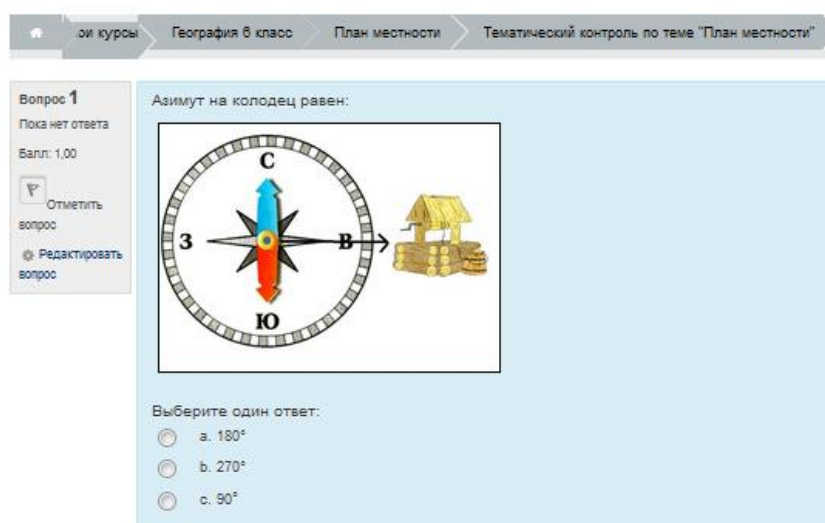 ои курсы География 6 класс План местности Тематический контроль по теме "План местности"
Вопрос 1
Пока нет ответа
Балл: 1,00
Отметить
вопрос
Редактировать
вопрос
Азимут на колодец равен:
С
З
В
Ю
Выберите один ответ:
a. 180°
b. 270°
c. 90°